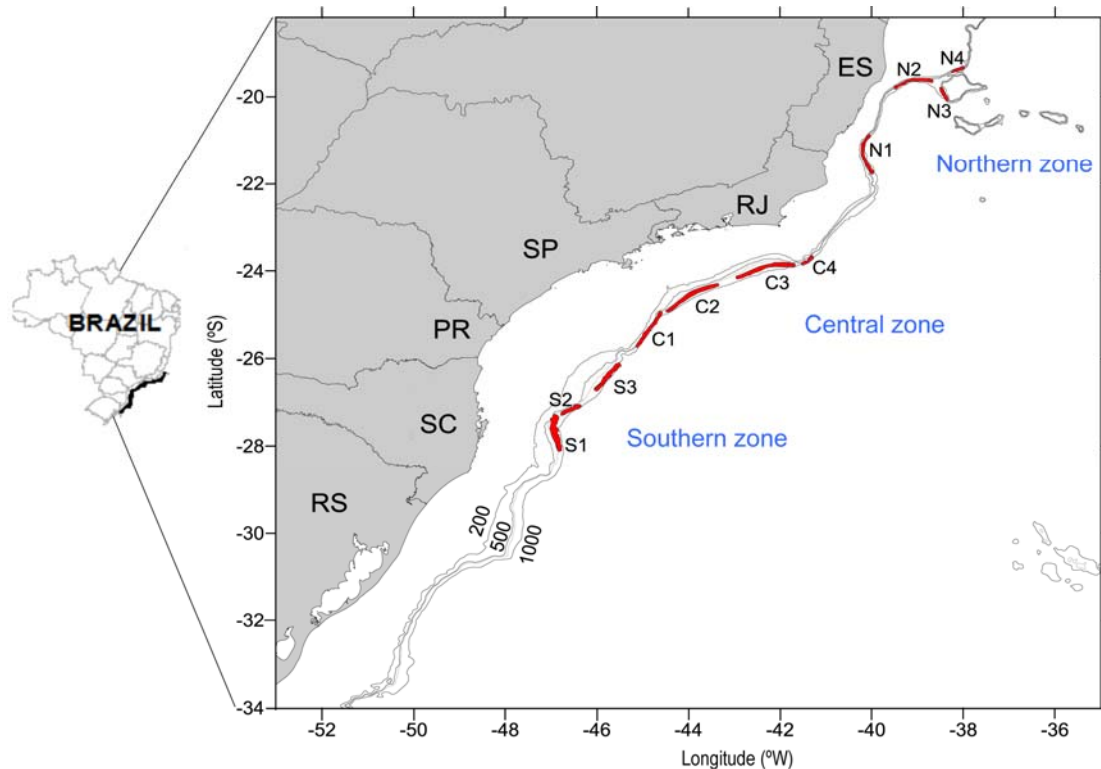 BRAZIL
Latitude (ºS)
-20
-22
-24
-26
-28
-30
-32
-34
ES
RJ
SP
PR
SC
RS
N4
N2
N3
N1
Northern zone
C4
C3
C2
C1
Central zone
S3
S2
S1
Southern zone
200
500
1000
-52
-50
-48
-46
-44
-42
-40
-38
-36
Longitude (ºW)